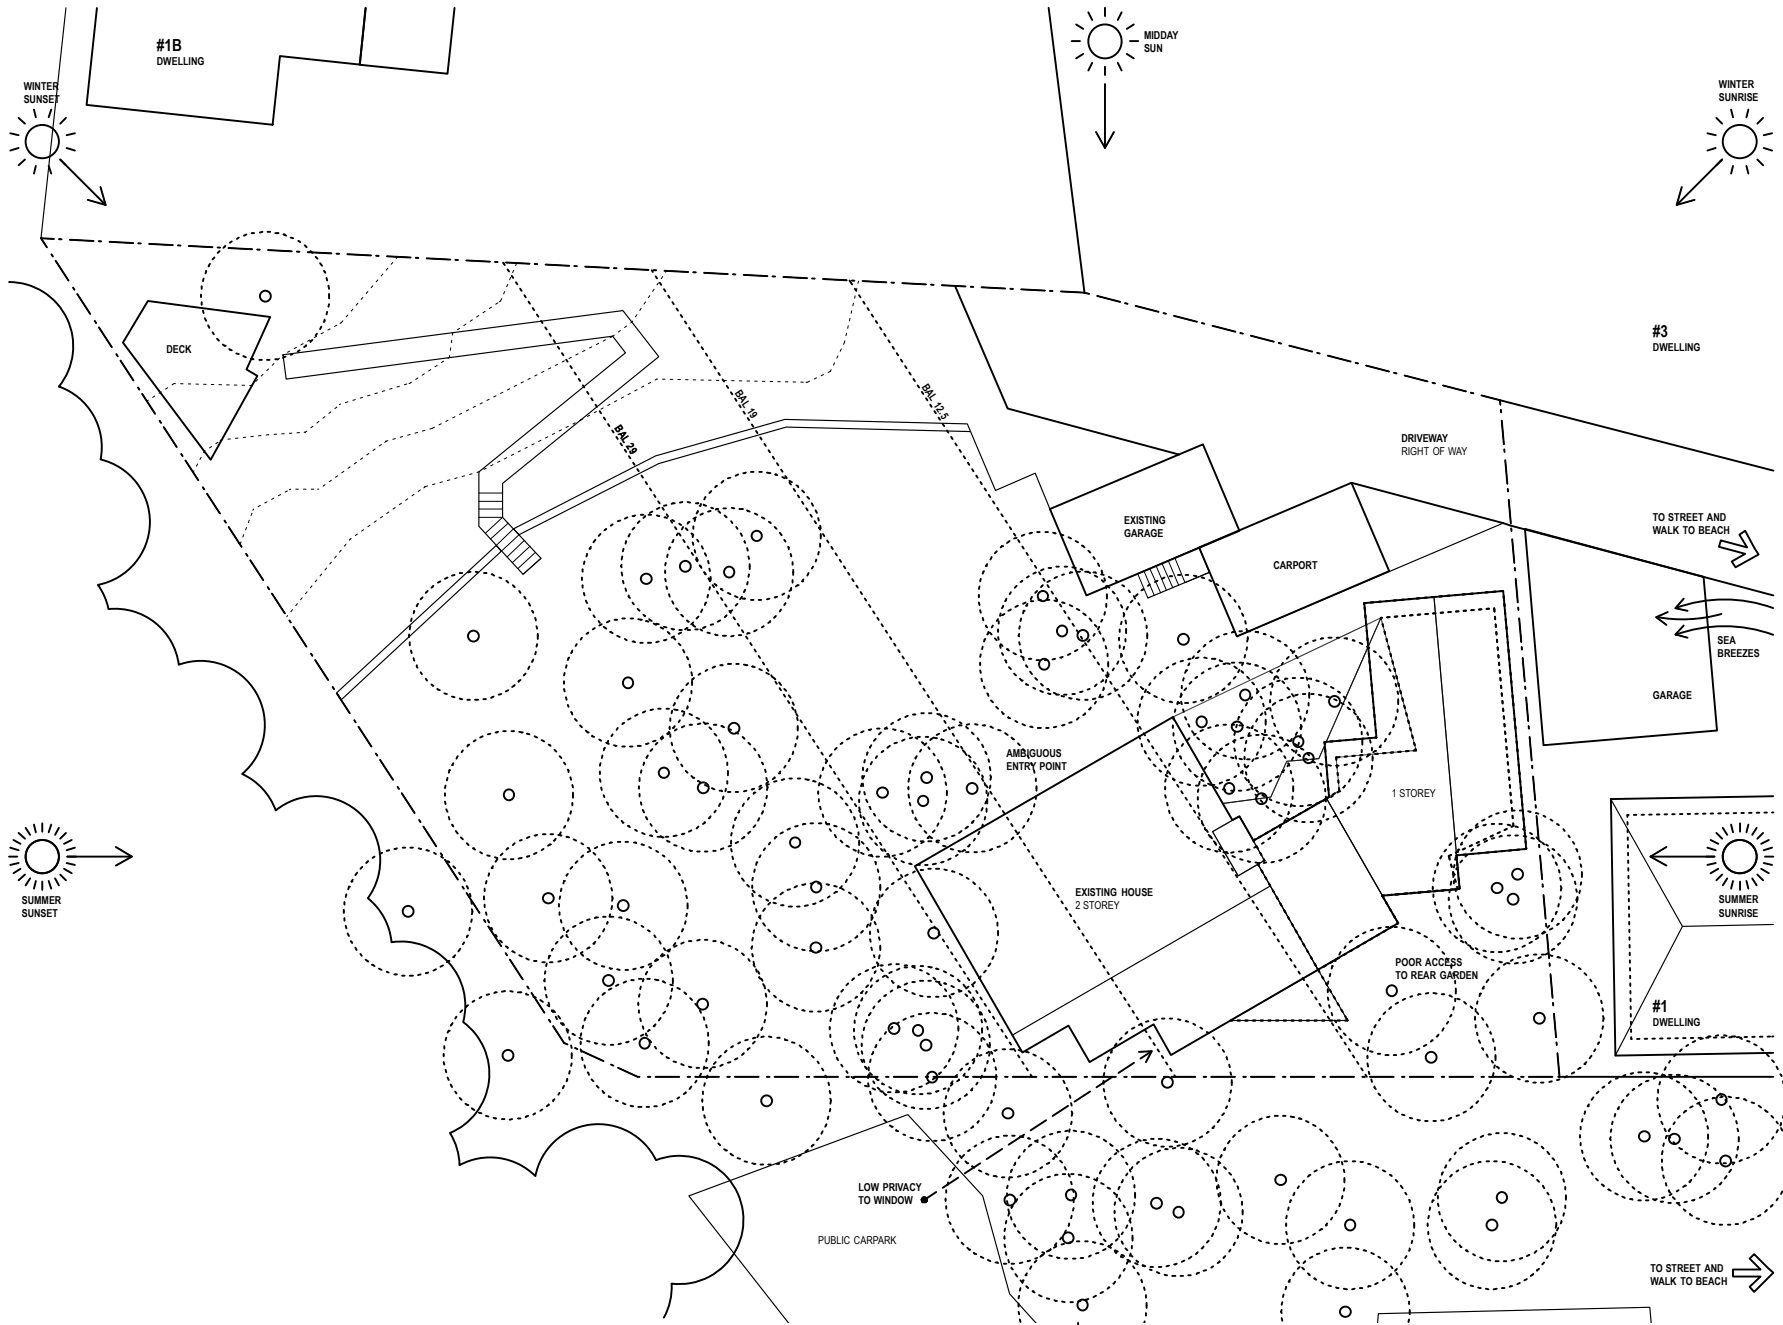 #1B
DWELLING
MIDDAY
SUN
WINTER
SUNSET
WINTER
SUNRISE
#3
DWELLING
DECK
BAL 29
BAL 19
BAL 12.5
DRIVEWAY
RIGHT OF WAY
EXISTING
GARAGE
CARPORT
TO STREET AND
WALK TO BEACH
SEA
BREEZES
GARAGE
AMBIGUOUS
ENTRY POINT
1 STOREY
EXISTING HOUSE
2 STOREY
SUMMER
SUNSET
SUMMER
SUNRISE
POOR ACCESS
TO REAR GARDEN
#1
DWELLING
LOW PRIVACY
TO WINDOW
PUBLIC CARPARK
TO STREET AND
WALK TO BEACH